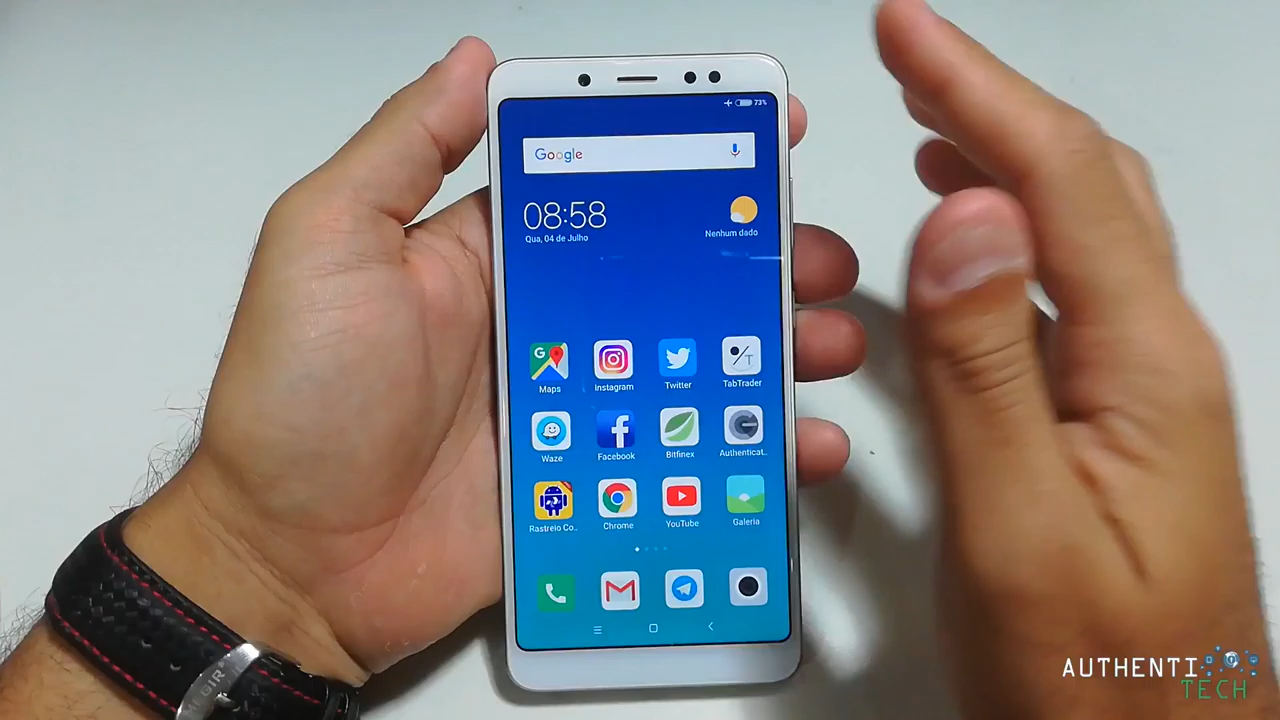 73%
Google
08:58
Qua, 04 de Julho
Nenhum dado
G
T
Maps
Instagram
Twitter
TabTrader
Waze
Facebook
Bitfinex
Authenticat..
Rastreio Co..
Chrome
YouTube
Galeria
GIR
AUTHENTI
TECH